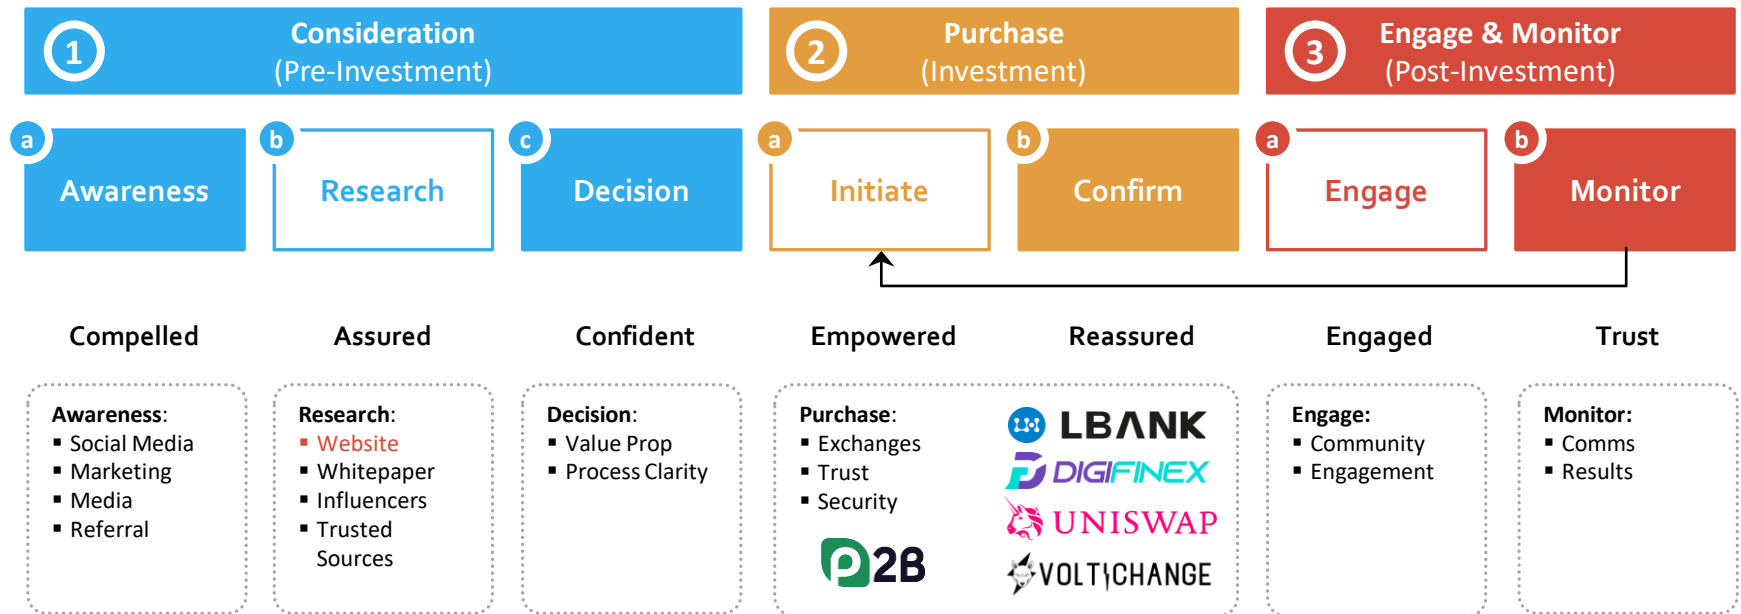 1
Consideration
(Pre-Investment)
2
Purchase
(Investment)
3
Engage & Monitor
(Post-Investment)
a
Awareness
b
Research
c
Decision
a
Initiate
b
Confirm
a
Engage
b
Monitor
Compelled
Assured
Confident
Empowered
Reassured
Engaged
Trust
Awareness:
▪ Social Media
▪ Marketing
▪ Media
▪ Referral
Research:
▪ Website
▪ Whitepaper
▪ Influencers
▪ Trusted
Sources
Decision:
▪ Value Prop
▪ Process Clarity
Purchase:
▪ Exchanges
▪ Trust
▪ Security
P2B
LBANK
DIGIFINEX
UNISWAP
VOLTICHANGE
Engage:
▪ Community
▪ Engagement
Monitor:
▪ Comms
▪ Results